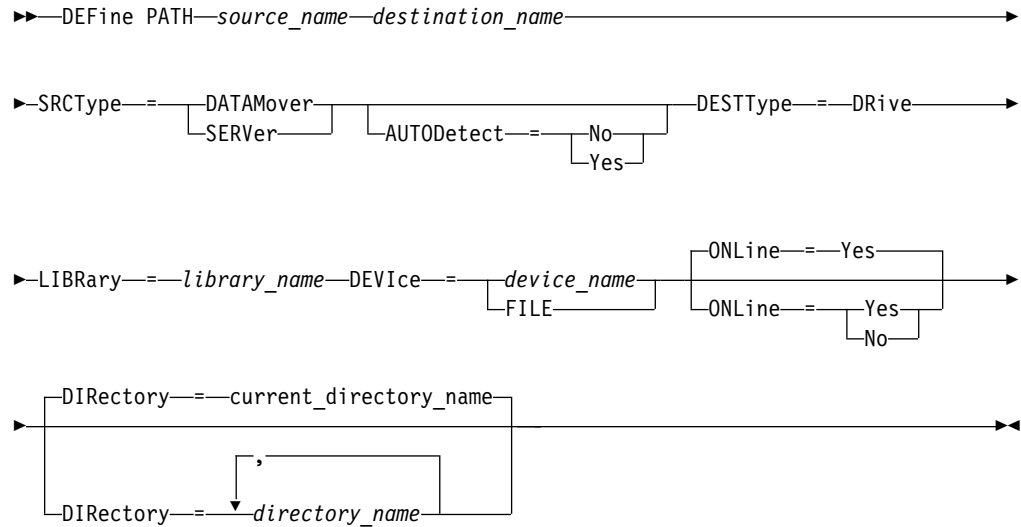 DEFine PATH source_name destination_name
SRCType = DATAMover AUTODetect = No DESTType = DRive
SERVer Yes
LIBRary = library_name DEVIce = device_name ONLine = Yes
FILE ONLine = Yes
No
DIRectory = current_directory_name
,
DIRectory = directory_name